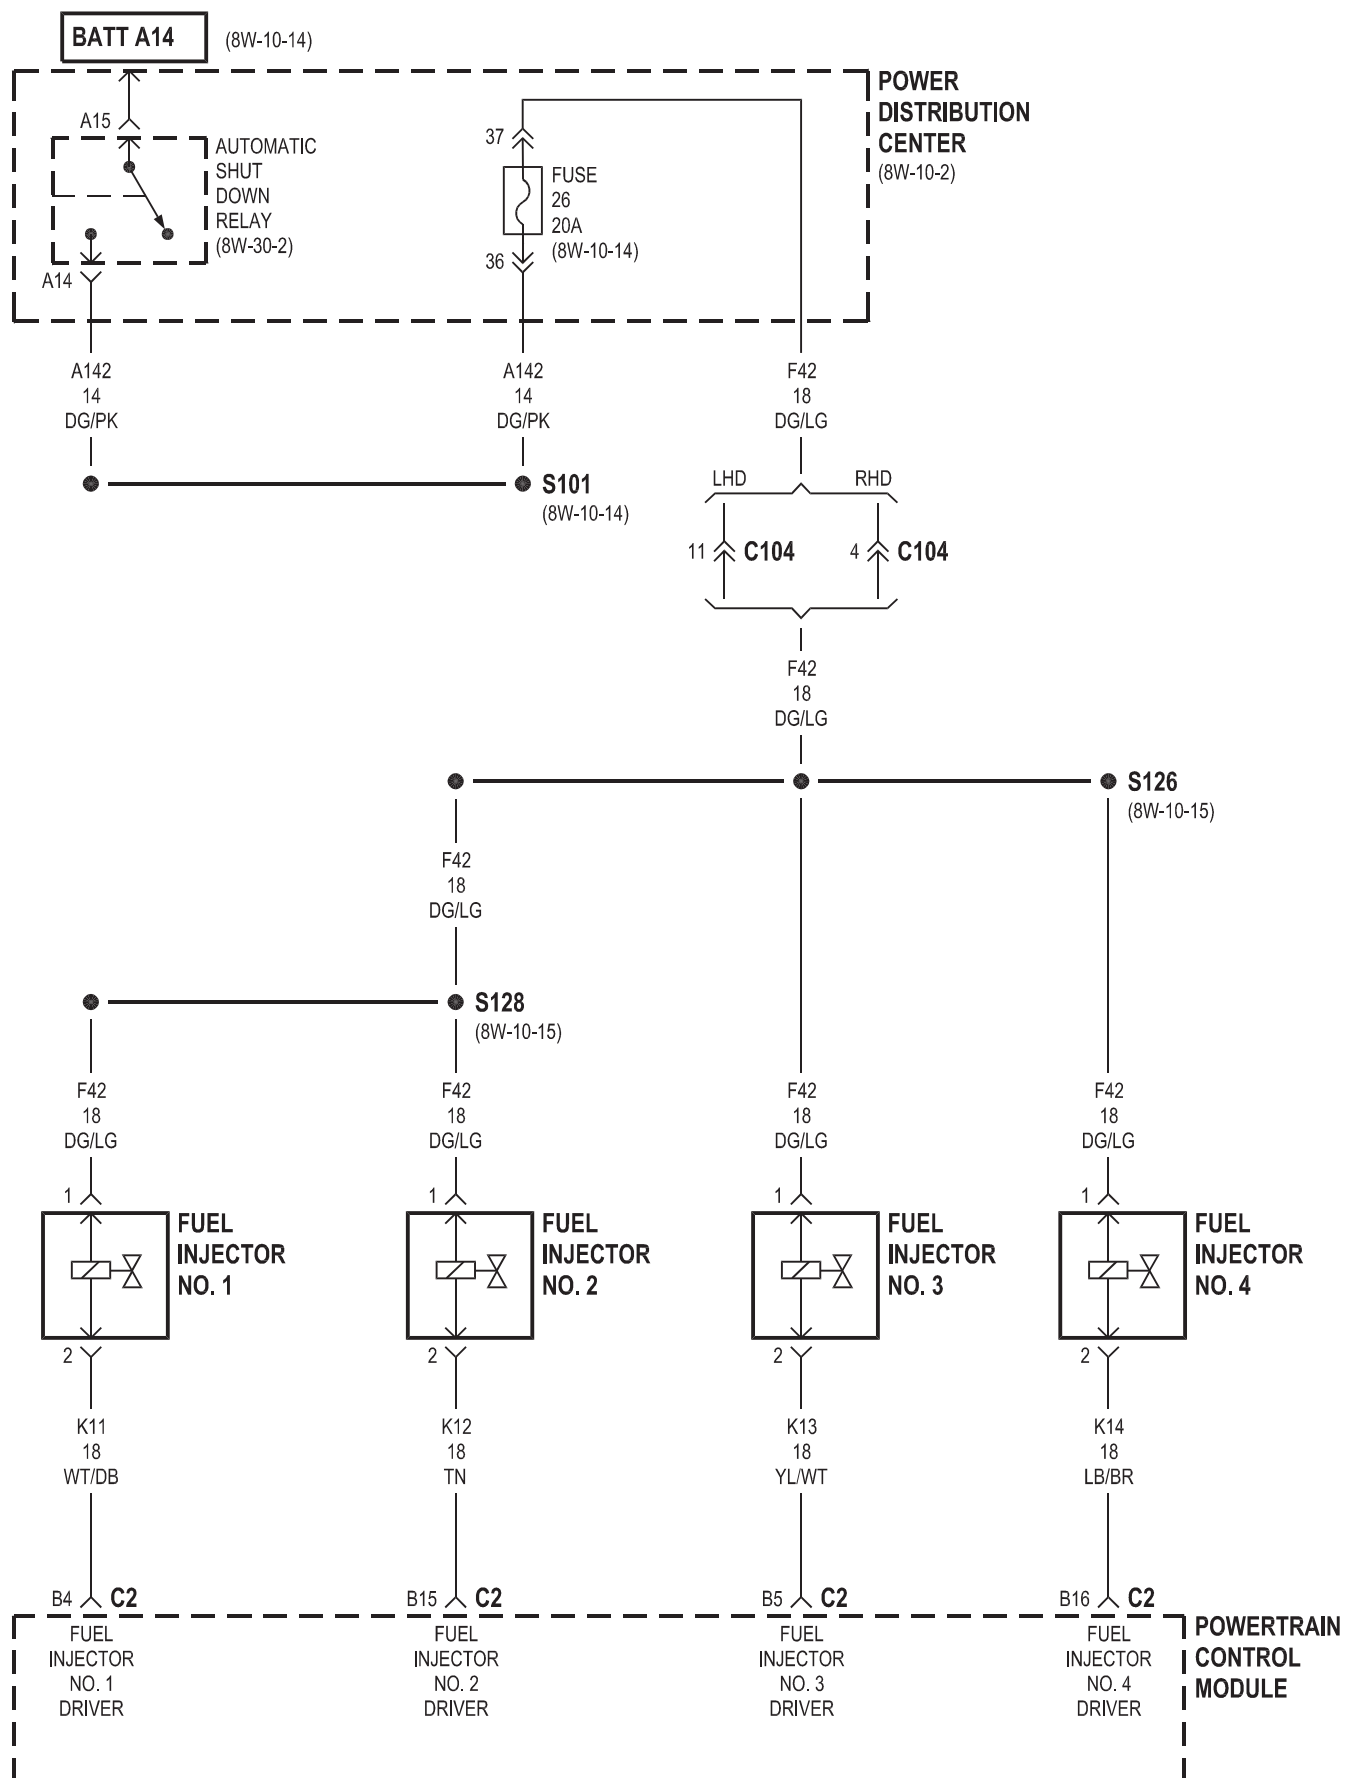 BATT A14
(8W-10-14)
POWER
DISTRIBUTION
CENTER
(8W-10-2)
A15
AUTOMATIC
SHUT
DOWN
RELAY
(8W-30-2)
A14
37
FUSE
26
20A
(8W-10-14)
36
A142
14
DG/PK
A142
14
DG/PK
F42
18
DG/LG
S101
(8W-10-14)
LHD
RHD
11
C104
4
C104
F42
18
DG/LG
S126
(8W-10-15)
F42
18
DG/LG
S128
(8W-10-15)
F42
18
DG/LG
F42
18
DG/LG
F42
18
DG/LG
F42
18
DG/LG
1
FUEL
INJECTOR
NO. 1
2
1
FUEL
INJECTOR
NO. 2
2
1
FUEL
INJECTOR
NO. 3
2
1
FUEL
INJECTOR
NO. 4
2
K11
18
WT/DB
K12
18
TN
K13
18
YL/WT
K14
18
LB/BR
B4
C2
B15
C2
B5
C2
B16
C2
FUEL
INJECTOR
NO. 1
DRIVER
FUEL
INJECTOR
NO. 2
DRIVER
FUEL
INJECTOR
NO. 3
DRIVER
FUEL
INJECTOR
NO. 4
DRIVER
POWERTRAIN
CONTROL
MODULE